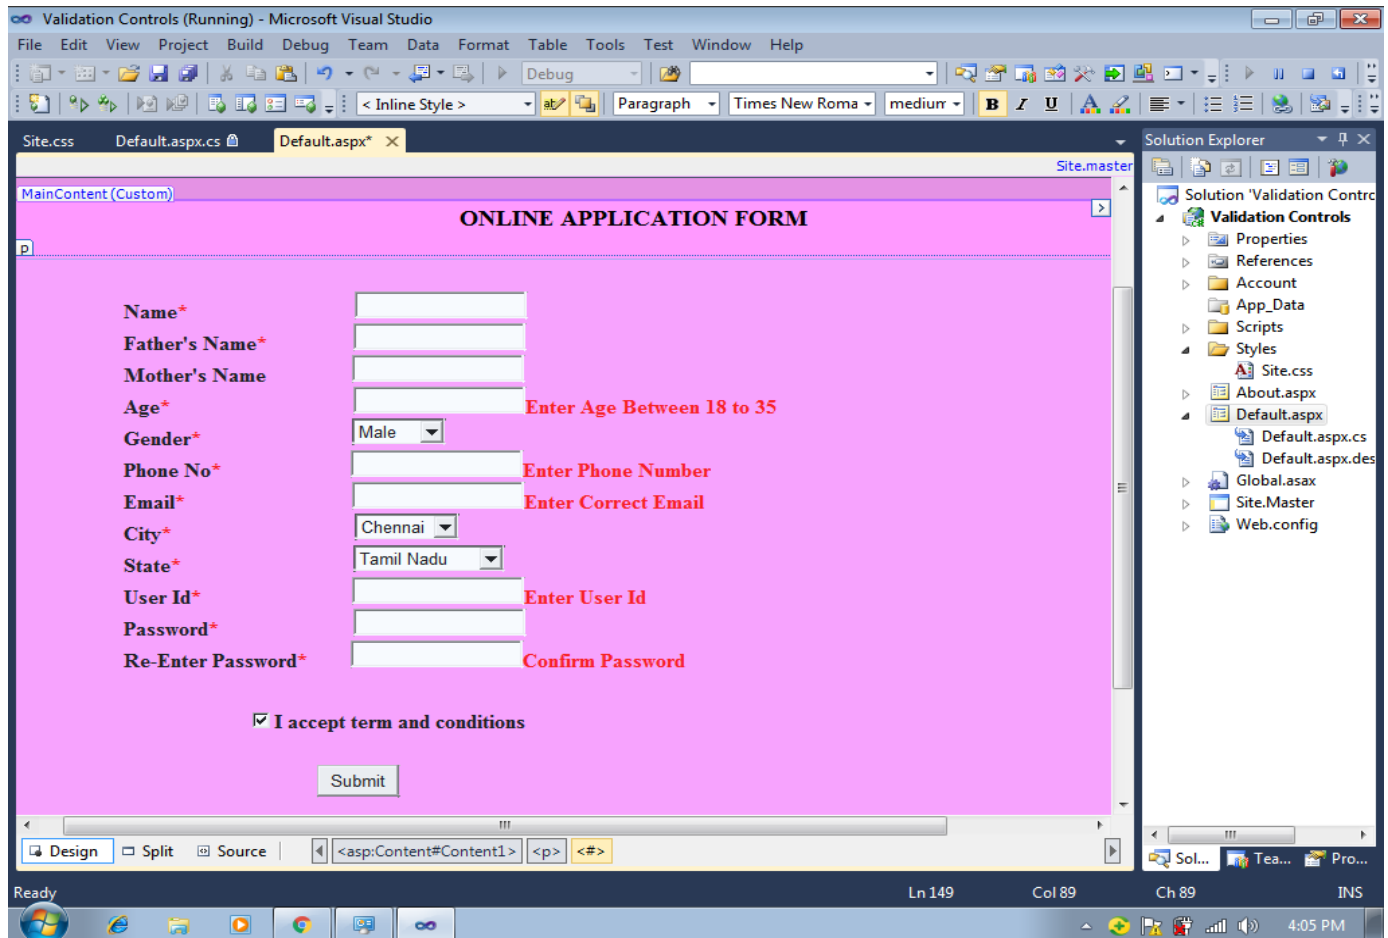 Validation Controls (Running) - Microsoft Visual Studio
File Edit View Project Build Debug Team Data Format Table Tools Test Window Help
Debug
< Inline Style > Paragraph Times New Roma medium B I U A
Site.css Default.aspx.cs Default.aspx* Solution Explorer
Site.master
MainContent (Custom)
ONLINE APPLICATION FORM
p
Name*
Father's Name*
Mother's Name
Age* Enter Age Between 18 to 35
Gender* Male
Phone No* Enter Phone Number
Email* Enter Correct Email
City* Chennai
State* Tamil Nadu
User Id* Enter User Id
Password*
Re-Enter Password* Confirm Password
I accept term and conditions
Submit
Design Split Source <asp:Content#Content1> <p> <#>
Solution 'Validation Contrc
Validation Controls
Properties
References
Account
App_Data
Scripts
Styles
Site.css
About.aspx
Default.aspx
Default.aspx.cs
Default.aspx.des
Global.asax
Site.Master
Web.config
Sol... Tea... Pro...
Ready Ln 149 Col 89 Ch 89 INS
4:05 PM